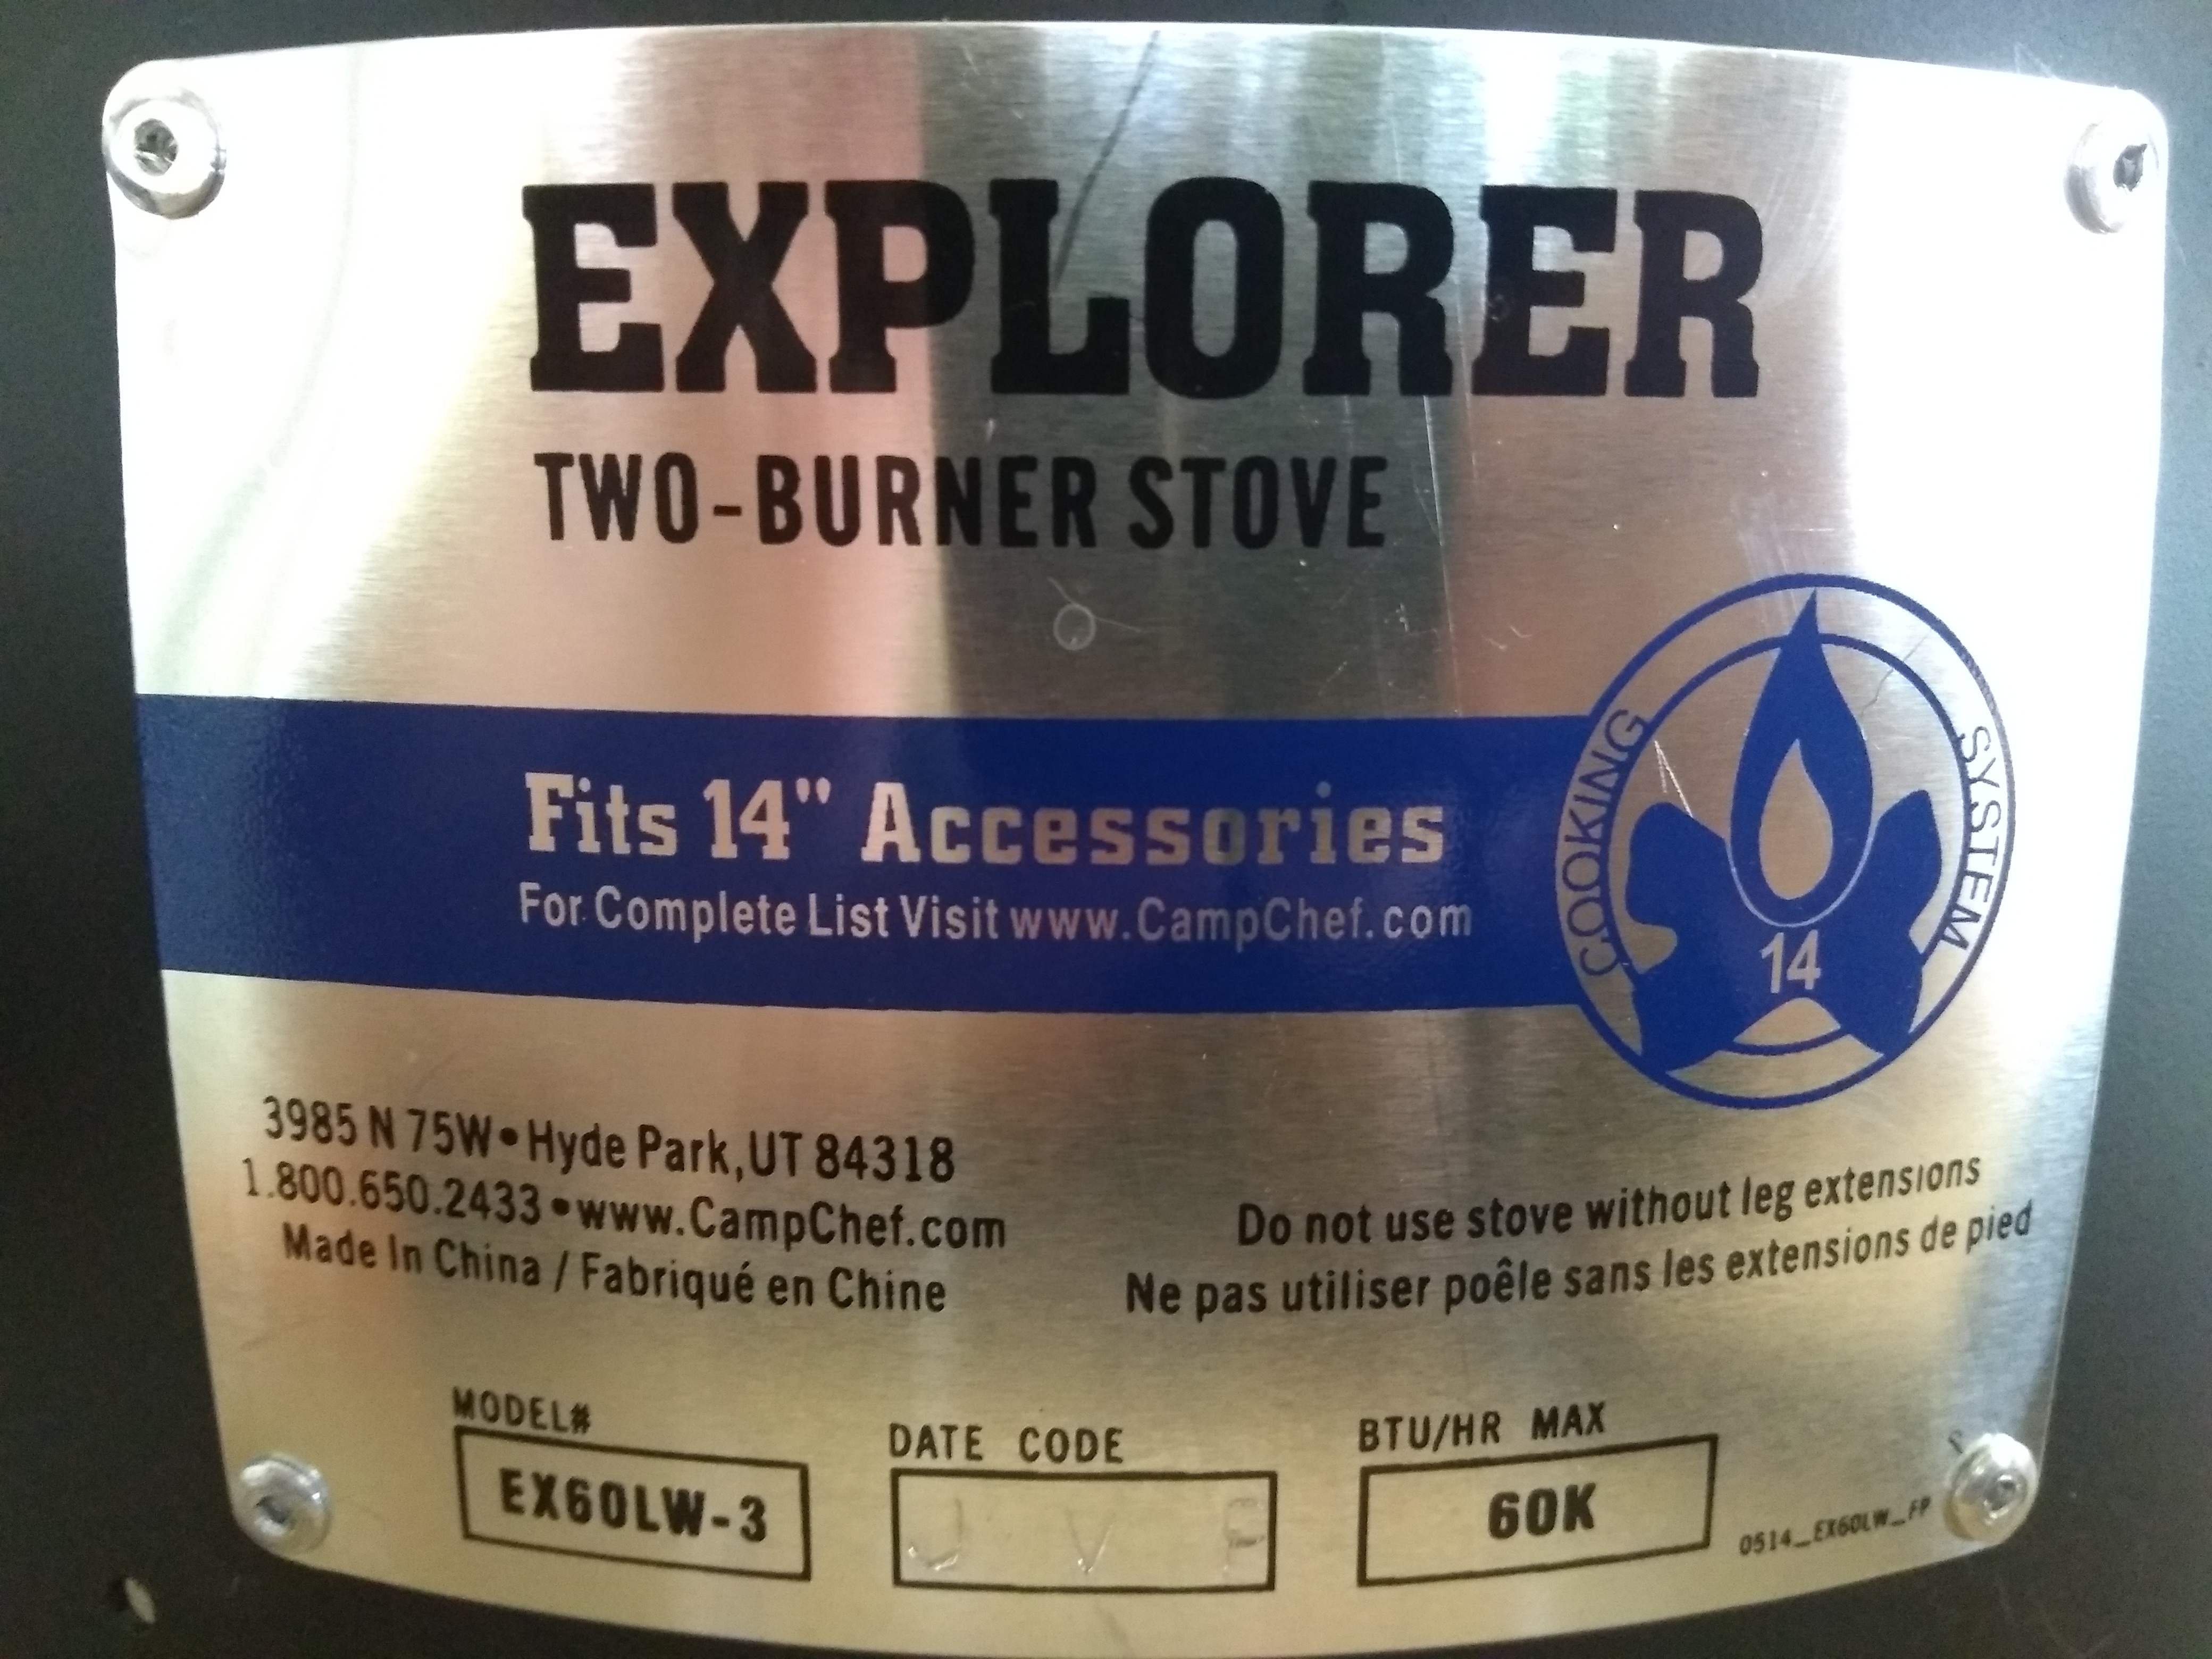 EXPLORER
TWO-BURNER STOVE
Fits 14" Accessories
For Complete List Visit www.CampChef.com
COOKING SYSTEM
14
3985 N 75W•Hyde Park,UT 84318
1.800.650.2433•www.CampChef.com
Made In China / Fabriqué en Chine
Do not use stove without leg extensions
Ne pas utiliser poêle sans les extensions de pied
MODEL#
EX60LW-3
DATE CODE
J V F
BTU/HR MAX
60K
0514_EX60LW_FP